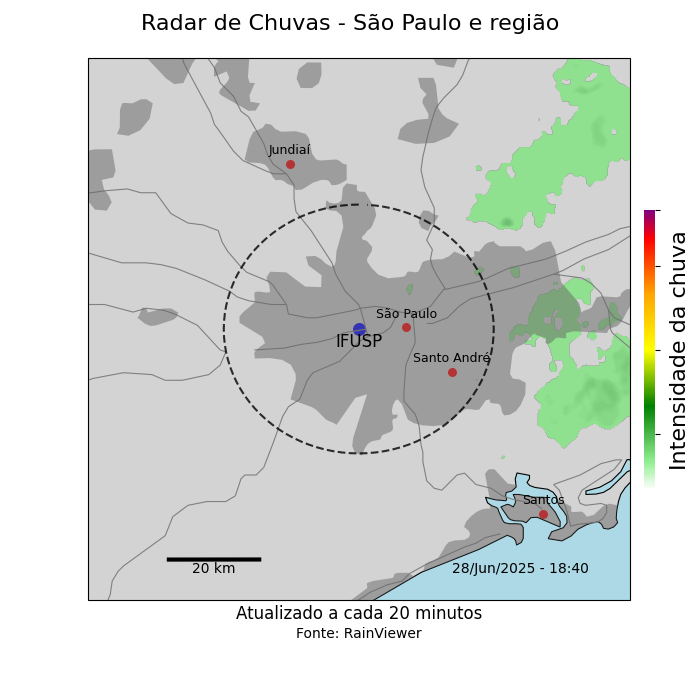 Radar de Chuvas - São Paulo e região
Jundiaí
São Paulo
IFUSP
Santo André
Santos
20 km
28/Jun/2025 - 18:40
Intensidade da chuva
Atualizado a cada 20 minutos
Fonte: RainViewer